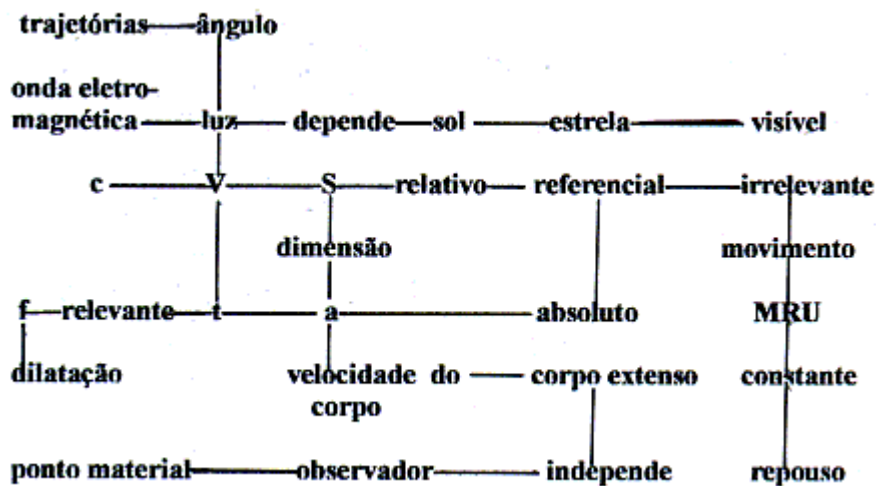 trajetórias ângulo
onda eletro-
magnética luz depende sol estrela visível
c V S relativo referencial irrelevante
dimensão movimento
f relevante t a absoluto MRU
dilatação velocidade do corpo extenso constante
corpo
ponto material observador independe repouso